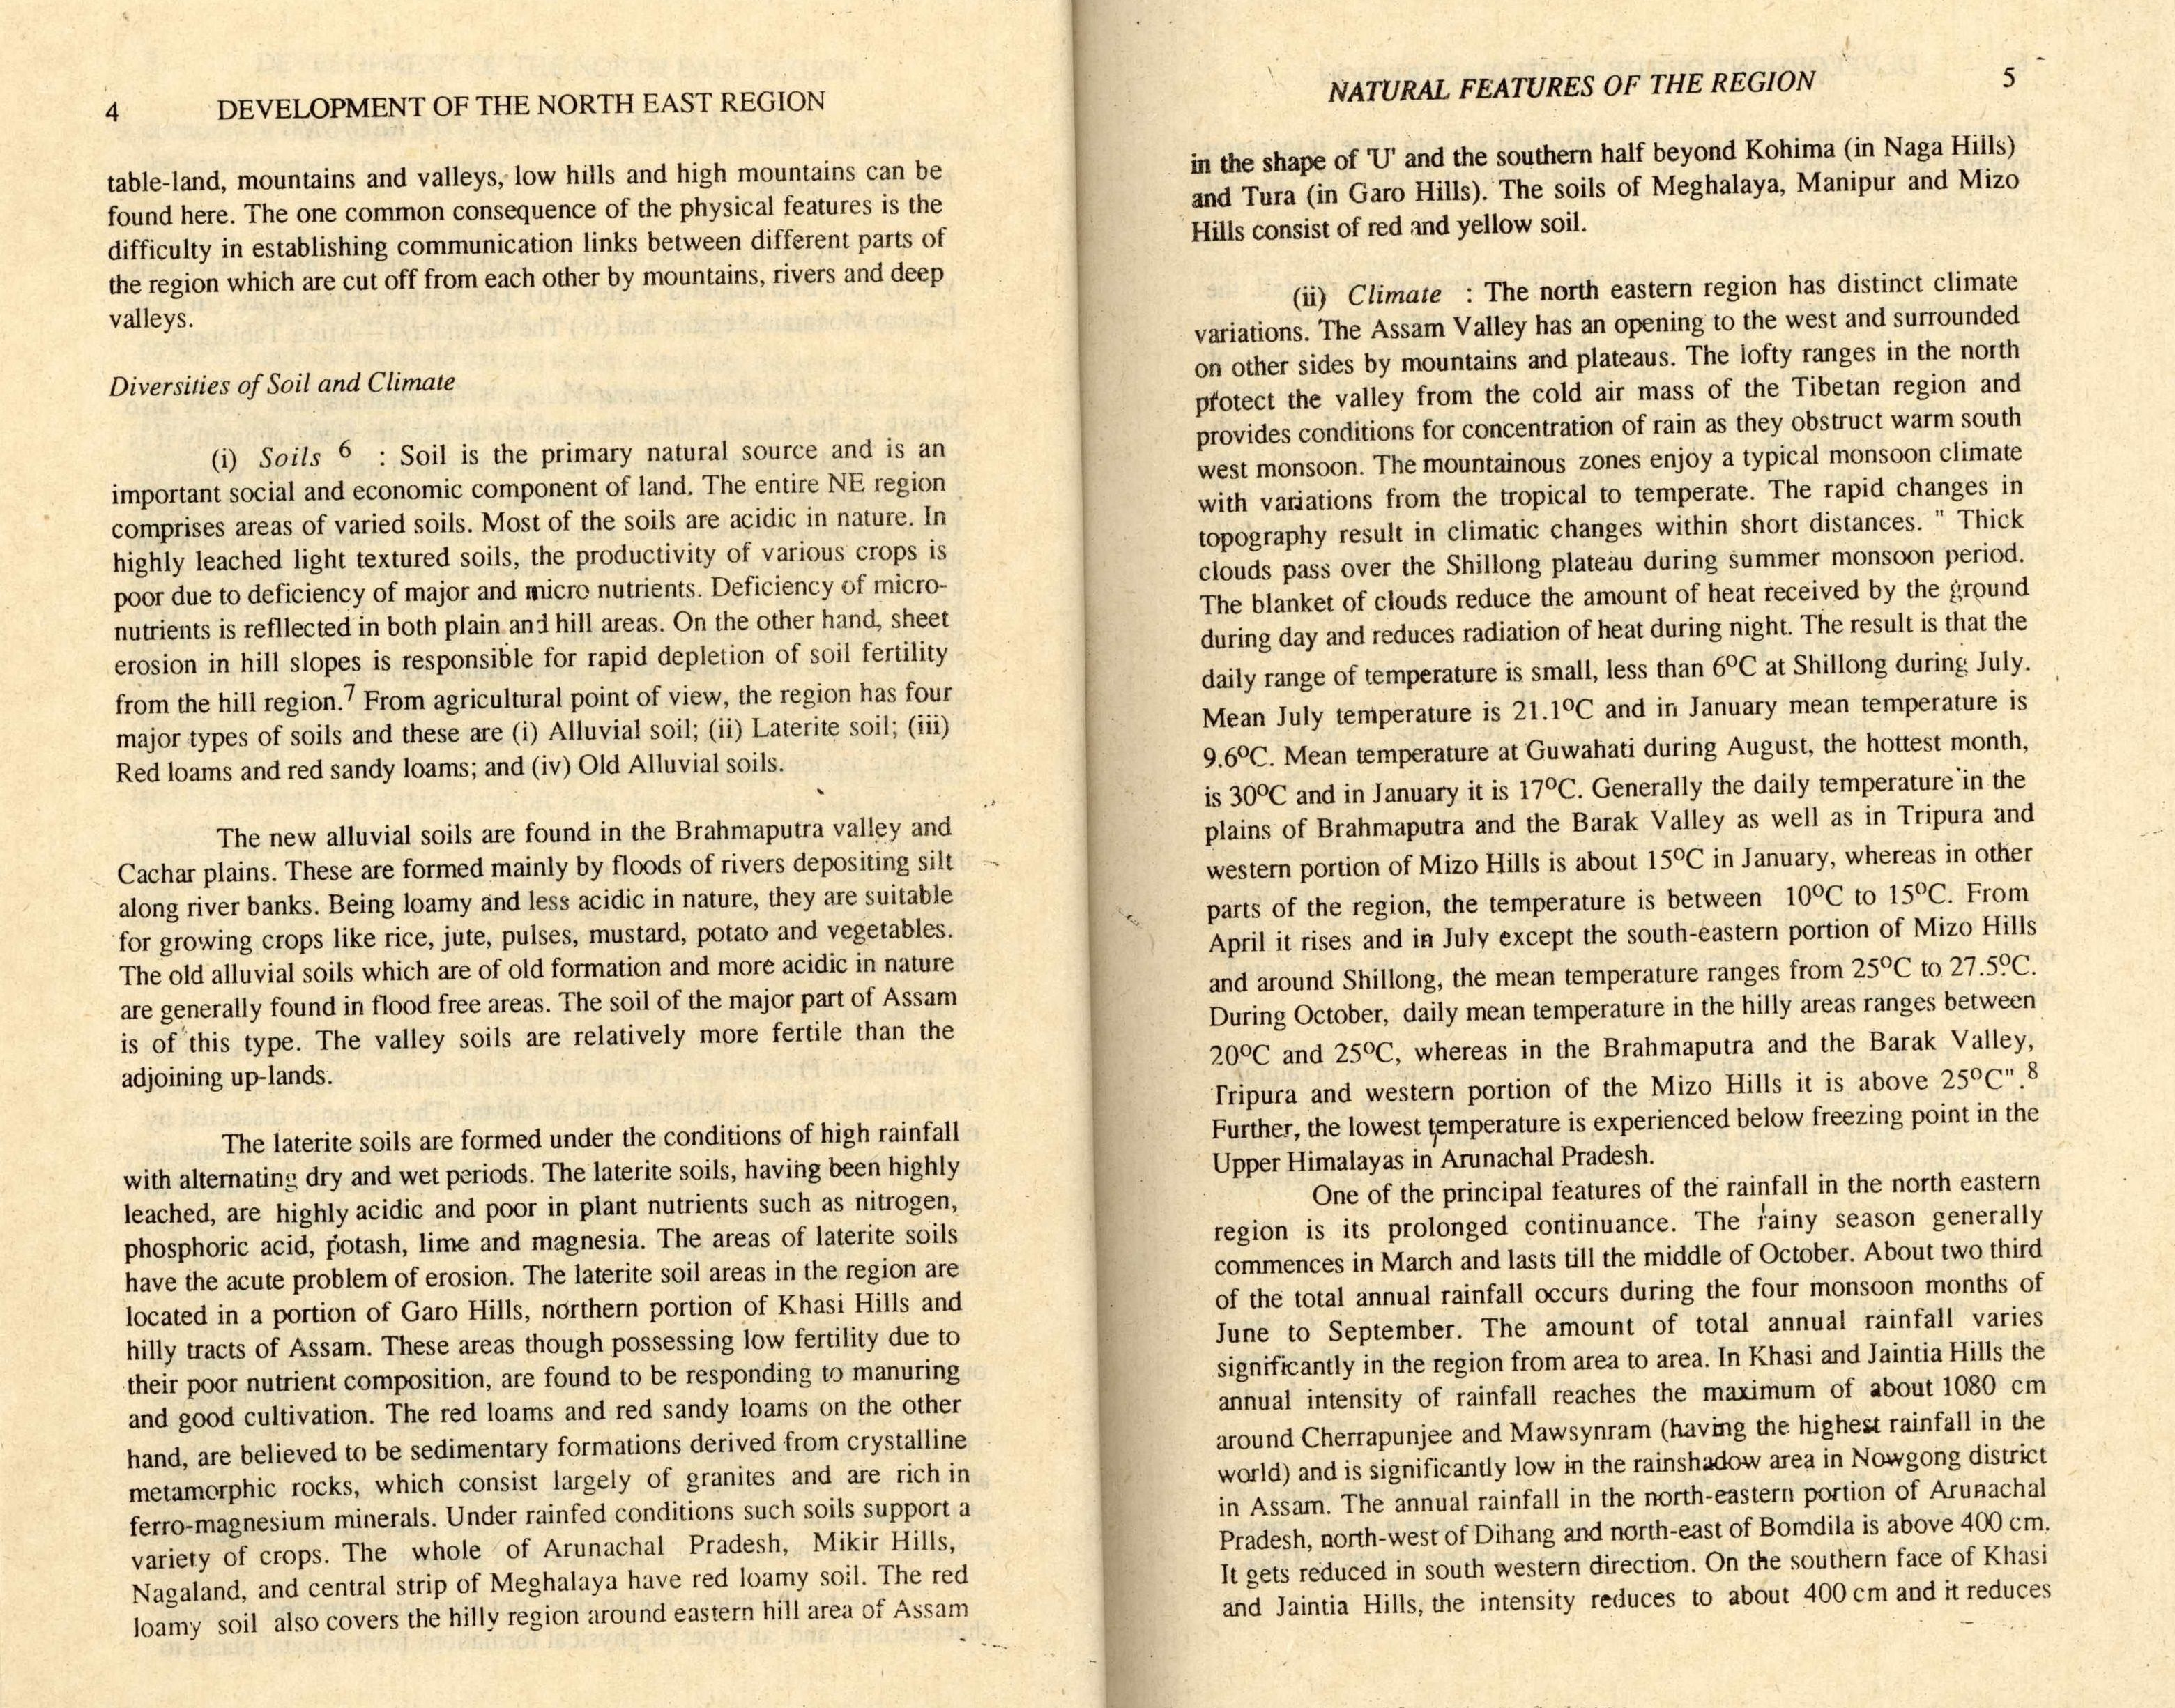 4 DEVELOPMENT OF THE NORTH EAST REGION
table-land, mountains and valleys, low hills and high mountains can be
found here. The one common consequence of the physical features is the
difficulty in establishing communication links between different parts of
the region which are cut off from each other by mountains, rivers and deep
valleys.
Diversities of Soil and Climate
(i) Soils 6 : Soil is the primary natural source and is an
important social and economic component of land. The entire NE region
comprises areas of varied soils. Most of the soils are acidic in nature. In
highly leached light textured soils, the productivity of various crops is
poor due to deficiency of major and micro nutrients. Deficiency of micro-
nutrients is refllected in both plain and hill areas. On the other hand, sheet
erosion in hill slopes is responsible for rapid depletion of soil fertility
from the hill region.7 From agricultural point of view, the region has four
major types of soils and these are (i) Alluvial soil; (ii) Laterite soil; (iii)
Red loams and red sandy loams; and (iv) Old Alluvial soils.
The new alluvial soils are found in the Brahmaputra valley and
Cachar plains. These are formed mainly by floods of rivers depositing silt
along river banks. Being loamy and less acidic in nature, they are suitable
for growing crops like rice, jute, pulses, mustard, potato and vegetables.
The old alluvial soils which are of old formation and more acidic in nature
are generally found in flood free areas. The soil of the major part of Assam
is of this type. The valley soils are relatively more fertile than the
adjoining up-lands.
The laterite soils are formed under the conditions of high rainfall
with alternating dry and wet periods. The laterite soils, having been highly
leached, are highly acidic and poor in plant nutrients such as nitrogen,
phosphoric acid, potash, lime and magnesia. The areas of laterite soils
have the acute problem of erosion. The laterite soil areas in the region are
located in a portion of Garo Hills, northern portion of Khasi Hills and
hilly tracts of Assam. These areas though possessing low fertility due to
their poor nutrient composition, are found to be responding to manuring
and good cultivation. The red loams and red sandy loams on the other
hand, are believed to be sedimentary formations derived from crystalline
metamorphic rocks, which consist largely of granites and are rich in
ferro-magnesium minerals. Under rainfed conditions such soils support a
variety of crops. The whole of Arunachal Pradesh, Mikir Hills,
Nagaland, and central strip of Meghalaya have red loamy soil. The red
loamy soil also covers the hilly region around eastern hill area of Assam
NATURAL FEATURES OF THE REGION 5
in the shape of 'U' and the southern half beyond Kohima (in Naga Hills)
and Tura (in Garo Hills). The soils of Meghalaya, Manipur and Mizo
Hills consist of red and yellow soil.
(ii) Climate : The north eastern region has distinct climate
variations. The Assam Valley has an opening to the west and surrounded
on other sides by mountains and plateaus. The lofty ranges in the north
protect the valley from the cold air mass of the Tibetan region and
provides conditions for concentration of rain as they obstruct warm south
west monsoon. The mountainous zones enjoy a typical monsoon climate
with variations from the tropical to temperate. The rapid changes in
topography result in climatic changes within short distances. " Thick
clouds pass over the Shillong plateau during summer monsoon period.
The blanket of clouds reduce the amount of heat received by the ground
during day and reduces radiation of heat during night. The result is that the
daily range of temperature is small, less than 6°C at Shillong during July.
Mean July temperature is 21.1°C and in January mean temperature is
9.6°C. Mean temperature at Guwahati during August, the hottest month,
is 30°C and in January it is 17°C. Generally the daily temperature in the
plains of Brahmaputra and the Barak Valley as well as in Tripura and
western portion of Mizo Hills is about 15°C in January, whereas in other
parts of the region, the temperature is between 10°C to 15°C. From
April it rises and in July except the south-eastern portion of Mizo Hills
and around Shillong, the mean temperature ranges from 25°C to 27.5°C.
During October, daily mean temperature in the hilly areas ranges between
20°C and 25°C, whereas in the Brahmaputra and the Barak Valley,
Tripura and western portion of the Mizo Hills it is above 25°C".8
Further, the lowest temperature is experienced below freezing point in the
Upper Himalayas in Arunachal Pradesh.
One of the principal features of the rainfall in the north eastern
region is its prolonged continuance. The rainy season generally
commences in March and lasts till the middle of October. About two third
of the total annual rainfall occurs during the four monsoon months of
June to September. The amount of total annual rainfall varies
significantly in the region from area to area. In Khasi and Jaintia Hills the
annual intensity of rainfall reaches the maximum of about 1080 cm
around Cherrapunjee and Mawsynram (having the highest rainfall in the
world) and is significantly low in the rainshadow area in Nowgong district
in Assam. The annual rainfall in the north-eastern portion of Arunachal
Pradesh, north-west of Dihang and north-east of Bomdila is above 400 cm.
It gets reduced in south western direction. On the southern face of Khasi
and Jaintia Hills, the intensity reduces to about 400 cm and it reduces